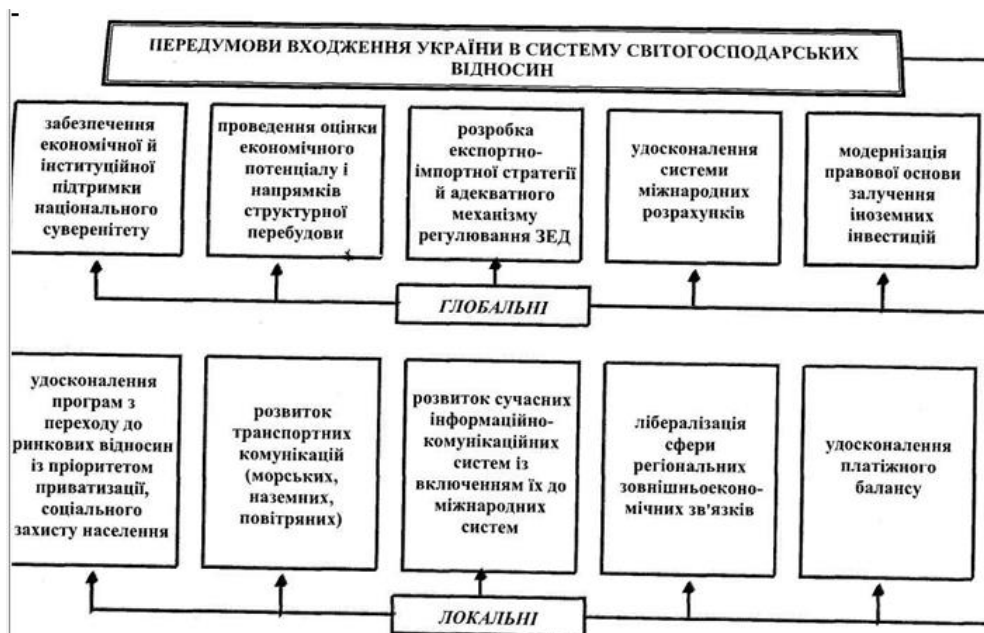 ПЕРЕДУМОВИ ВХОДЖЕННЯ УКРАЇНИ В СИСТЕМУ СВІТОГОСПОДАРСЬКИХ
ВІДНОСИН
забезпечення
економічної й
інституційної
підтримки
національного
суверенітету
проведення оцінки
економічного
потенціалу і
напрямків
структурної
перебудови
розробка
експортно-
імпортної стратегії
й адекватного
механізму
регулювання ЗЕД
удосконалення
системи
міжнародних
розрахунків
модернізація
правової основи
залучення
іноземних
інвестицій
ГЛОБАЛЬНІ
удосконалення
програм з
переходу до
ринкових відносин
із пріоритетом
приватизації,
соціального
захисту населення
розвиток
транспортних
комунікацій
(морських,
наземних,
повітряних)
розвиток сучасних
інформаційно-
комунікаційних
систем із
включенням їх до
міжнародних
систем
лібералізація
сфери
регіональних
зовнішньоеконо-
мічних зв'язків
удосконалення
платіжного
балансу
ЛОКАЛЬНІ